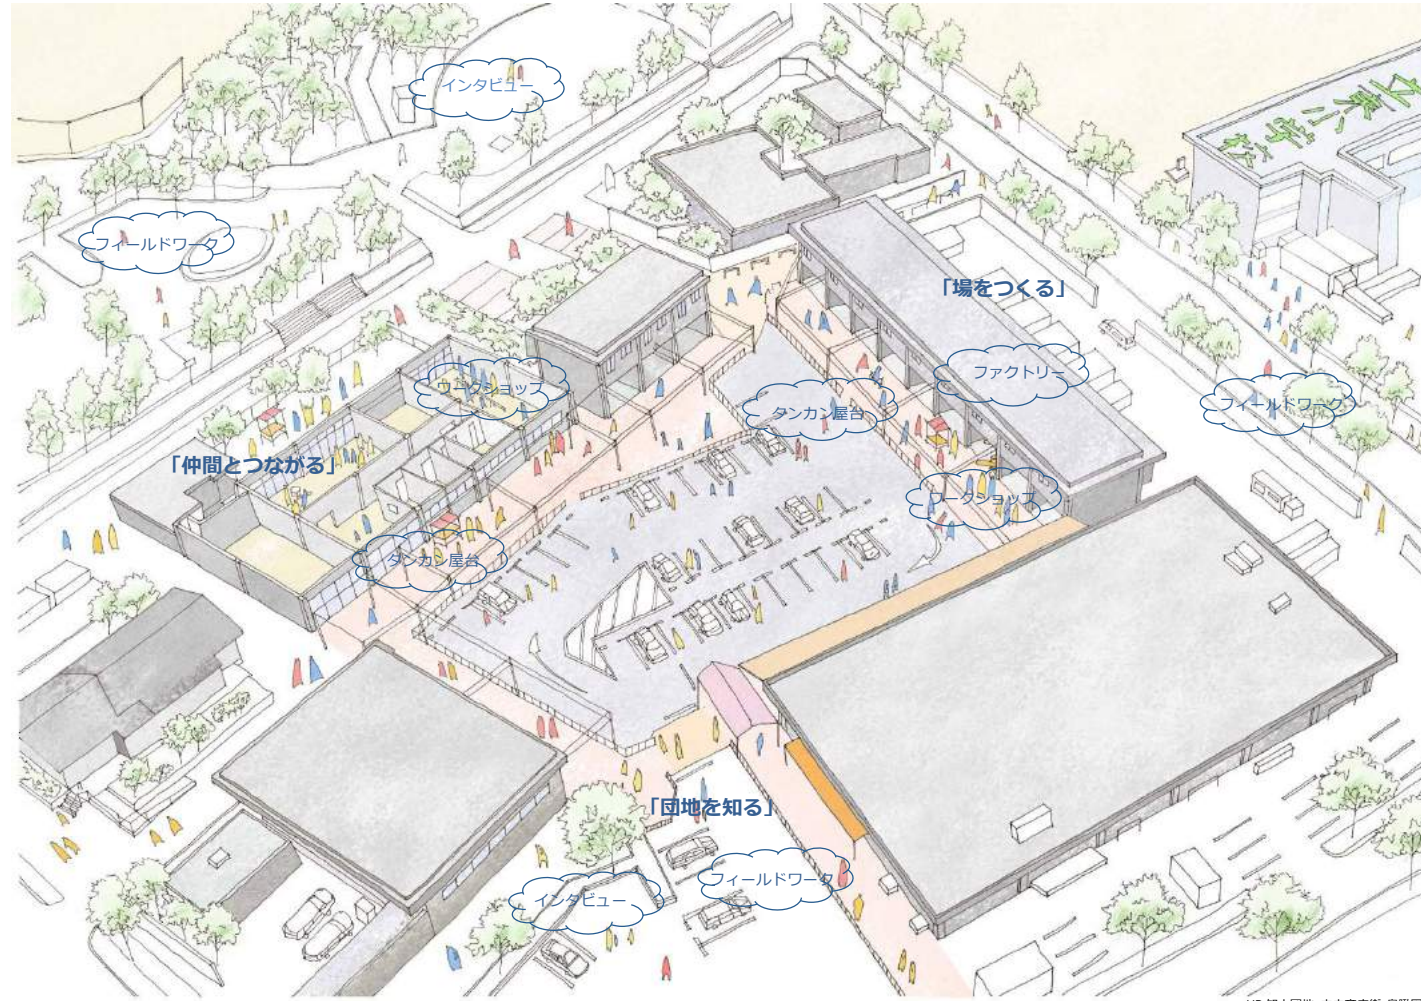 インタビュー
フィールドワーク
「場をつくる」
ワークショップ
ファクトリー
タンカン屋台
フィールドワーク
「仲間とつながる」
ワークショップ
タンカン屋台
「団地を知る」
フィールドワーク
インタビュー